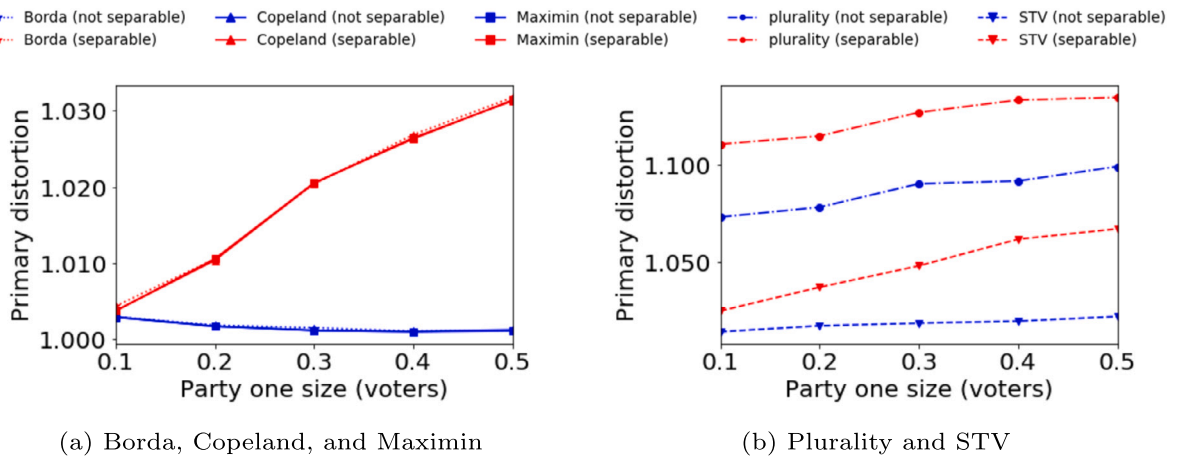 Borda (not separable) Copeland (not separable) Maximin (not separable) plurality (not separable) STV (not separable)
Borda (separable) Copeland (separable) Maximin (separable) plurality (separable) STV (separable)
Primary distortion
1.030
1.020
1.010
1.000
0.1 0.2 0.3 0.4 0.5
Party one size (voters)
(a) Borda, Copeland, and Maximin
Primary distortion
1.100
1.050
0.1 0.2 0.3 0.4 0.5
Party one size (voters)
(b) Plurality and STV